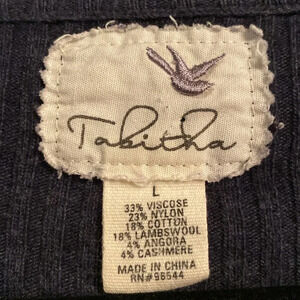 Tabitha
L
33% VISCOSE
23% NYLON
18% COTTON
18% LAMBSWOOL
4% ANGORA
4% CASHMERE
MADE IN CHINA
RN#96544